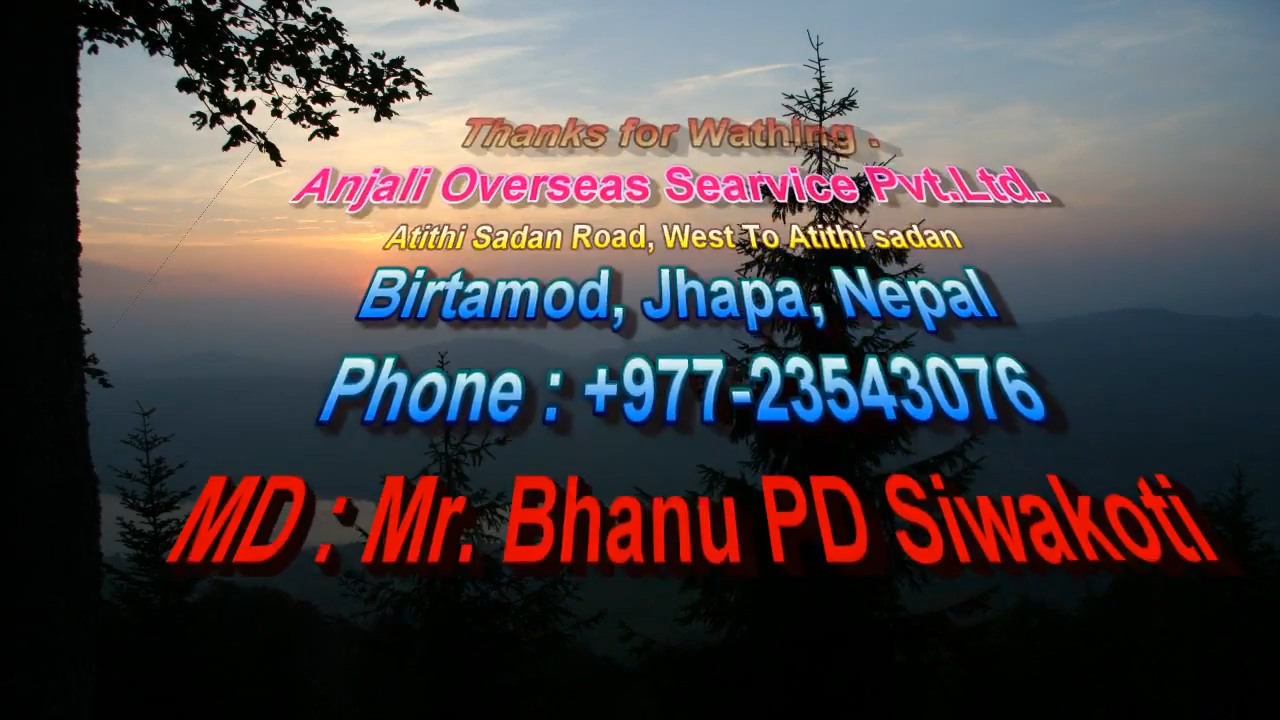 Thanks for Wathing .
Anjali Overseas Searvice Pvt.Ltd.
Atithi Sadan Road, West To Atithi sadan
Birtamod, Jhapa, Nepal
Phone : +977-23543076
MD : Mr. Bhanu PD Siwakoti